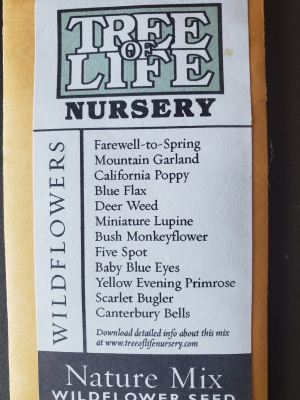 TREE
OF
LIFE
NURSERY
WILDFLOWERS
Farewell-to-Spring
Mountain Garland
California Poppy
Blue Flax
Deer Weed
Miniature Lupine
Bush Monkeyflower
Five Spot
Baby Blue Eyes
Yellow Evening Primrose
Scarlet Bugler
Canterbury Bells
Download detailed info about this mix
at www.treeoflifenursery.com
Nature Mix
WILDFLOWER SEED